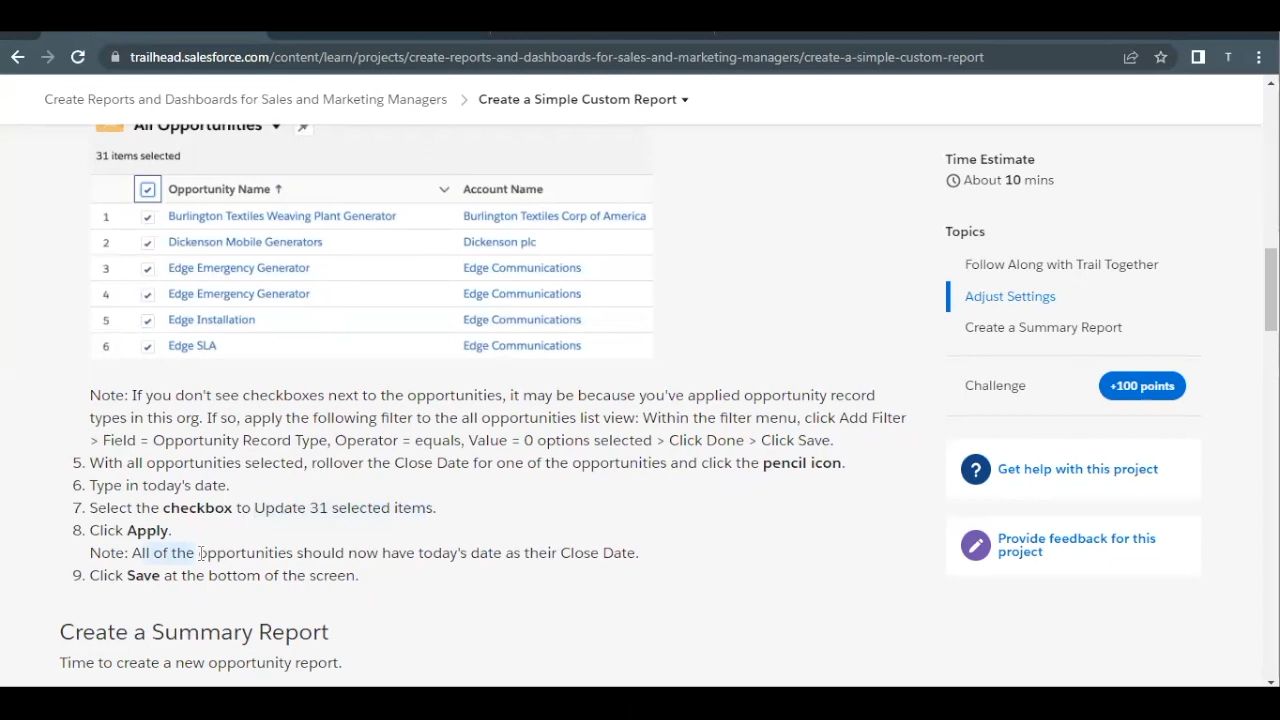 trailhead.salesforce.com/content/learn/projects/create-reports-and-dashboards-for-sales-and-marketing-managers/create-a-simple-custom-report
T
Create Reports and Dashboards for Sales and Marketing Managers > Create a Simple Custom Report
All Opportunities
31 items selected
Opportunity Name ↑ Account Name
1 Burlington Textiles Weaving Plant Generator Burlington Textiles Corp of America
2 Dickenson Mobile Generators Dickenson plc
3 Edge Emergency Generator Edge Communications
4 Edge Emergency Generator Edge Communications
5 Edge Installation Edge Communications
6 Edge SLA Edge Communications
Note: If you don't see checkboxes next to the opportunities, it may be because you've applied opportunity record
types in this org. If so, apply the following filter to the all opportunities list view: Within the filter menu, click Add Filter
> Field = Opportunity Record Type, Operator = equals, Value = 0 options selected > Click Done > Click Save.
5. With all opportunities selected, rollover the Close Date for one of the opportunities and click the pencil icon.
6. Type in today's date.
7. Select the checkbox to Update 31 selected items.
8. Click Apply.
Note: All of the opportunities should now have today's date as their Close Date.
9. Click Save at the bottom of the screen.
Create a Summary Report
Time to create a new opportunity report.
Time Estimate
About 10 mins
Topics
Follow Along with Trail Together
Adjust Settings
Create a Summary Report
Challenge +100 points
? Get help with this project
Provide feedback for this
project